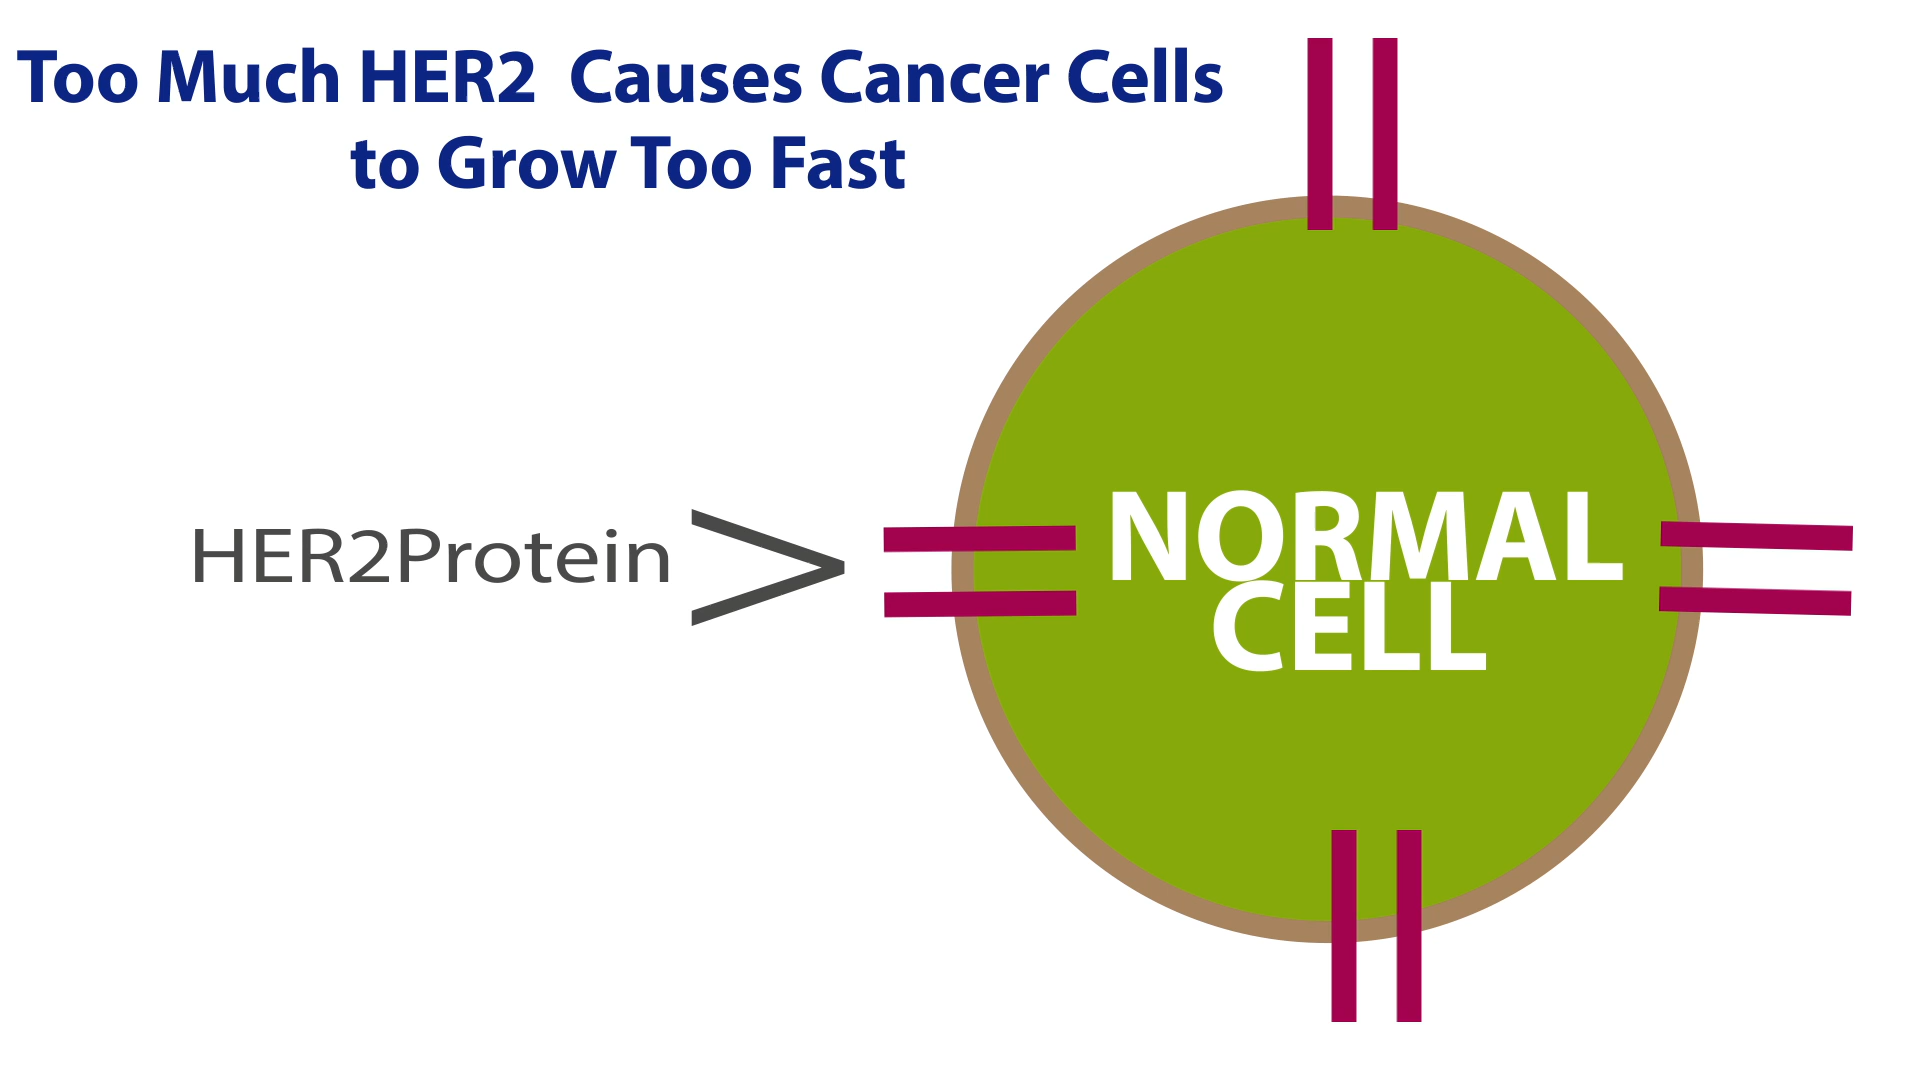 Too Much HER2  Causes Cancer Cells
to Grow Too Fast
HER2Protein >
NORMAL
CELL